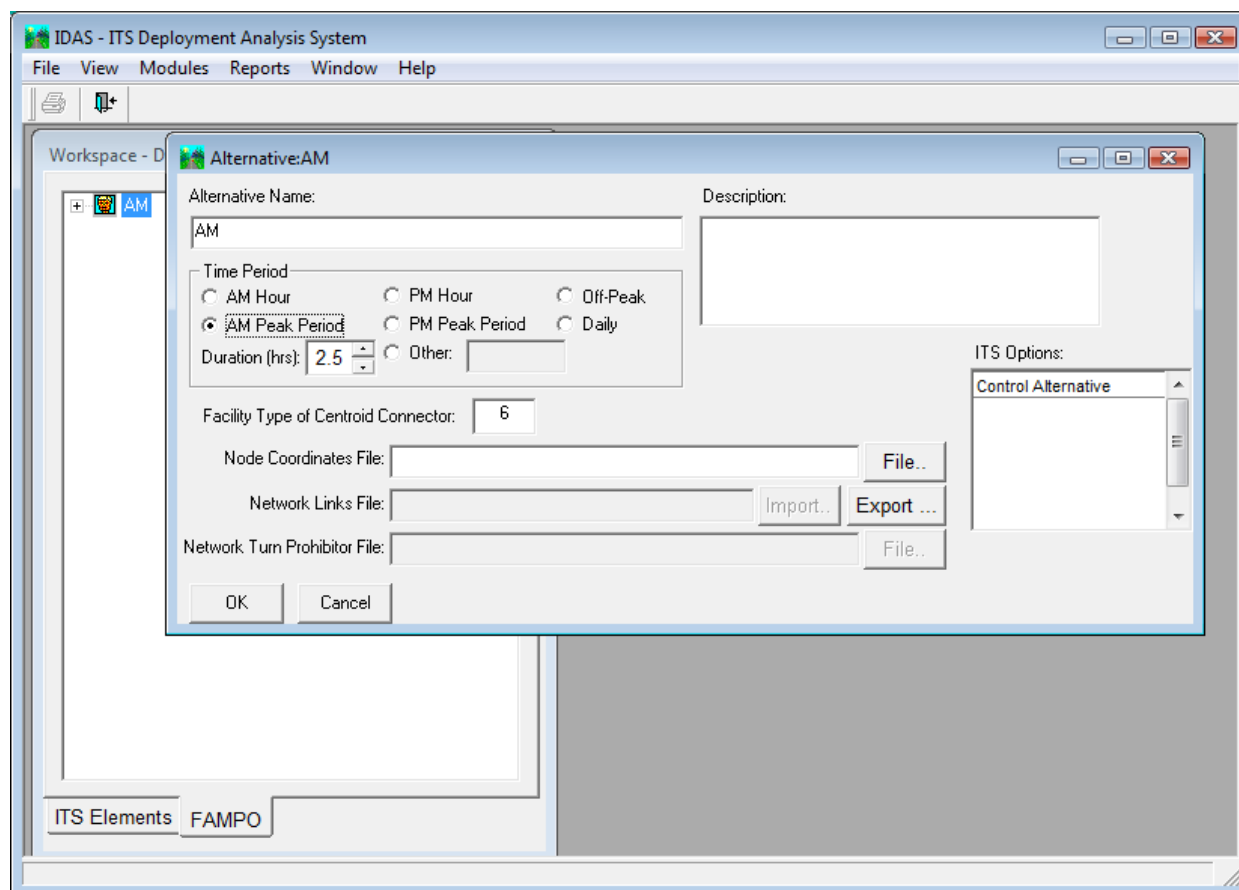 IDAS - ITS Deployment Analysis System
File View Modules Reports Window Help
Workspace - D
AM
Alternative:AM
Alternative Name:
AM
Description:
Time Period
AM Hour PM Hour Off-Peak
AM Peak Period PM Peak Period Daily
Duration (hrs): 2.5 Other:
ITS Options:
Control Alternative
Facility Type of Centroid Connector: 6
Node Coordinates File: File..
Network Links File: Import.. Export ...
Network Turn Prohibitor File: File..
OK Cancel
ITS Elements FAMPO